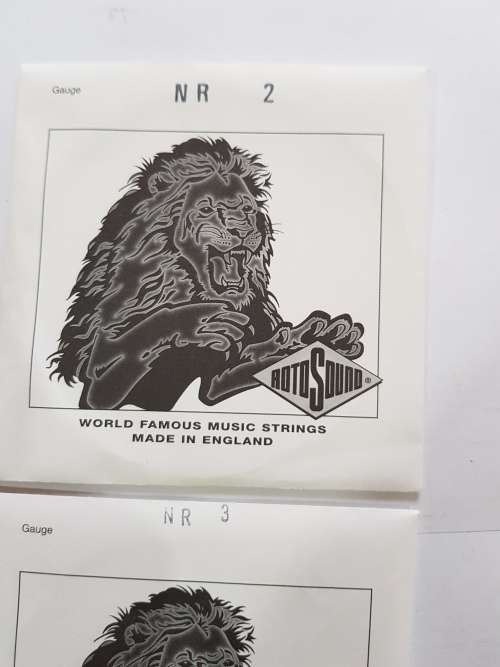 Gauge
NR 2
ROTOSOUND ®
WORLD FAMOUS MUSIC STRINGS
MADE IN ENGLAND
Gauge
NR 3